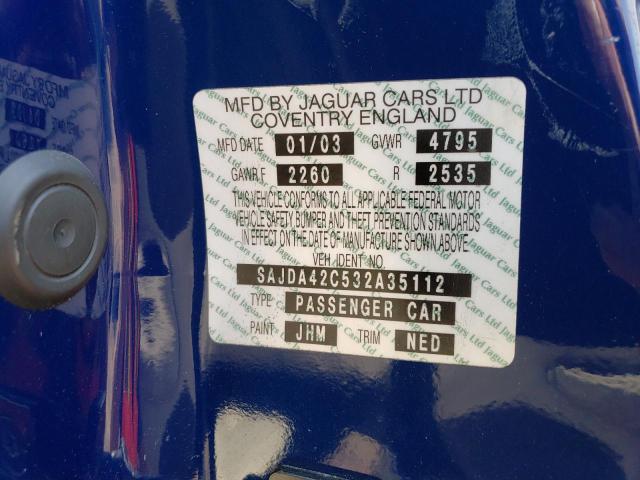 MFD BY JAGUAR CARS LTD
COVENTRY ENGLAND
MFD DATE 01/03 GVWR 4795
GAWR F 2260 R 2535
THIS VEHICLE CONFORMS TO ALL APPLICABLE FEDERAL MOTOR
VEHICLE SAFETY BUMPER AND THEFT PREVENTION STANDARDS
IN EFFECT ON THE DATE OF MANUFACTURE SHOWN ABOVE.
VEH IDENT NO
SAJDA42C532A35112
TYPE PASSENGER CAR
PAINT JHM TRIM NED